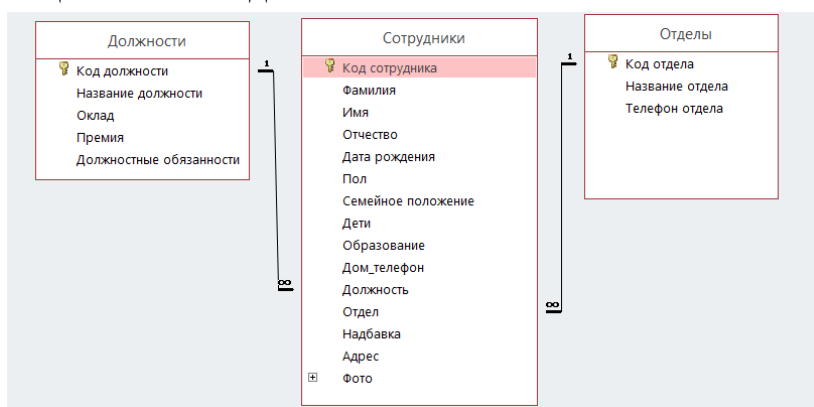 Должности
Код должности
Название должности
Оклад
Премия
Должностные обязанности
1
∞
Сотрудники
Код сотрудника
Фамилия
Имя
Отчество
Дата рождения
Пол
Семейное положение
Дети
Образование
Дом_телефон
Должность
Отдел
Надбавка
Адрес
Фото
1
∞
Отделы
Код отдела
Название отдела
Телефон отдела